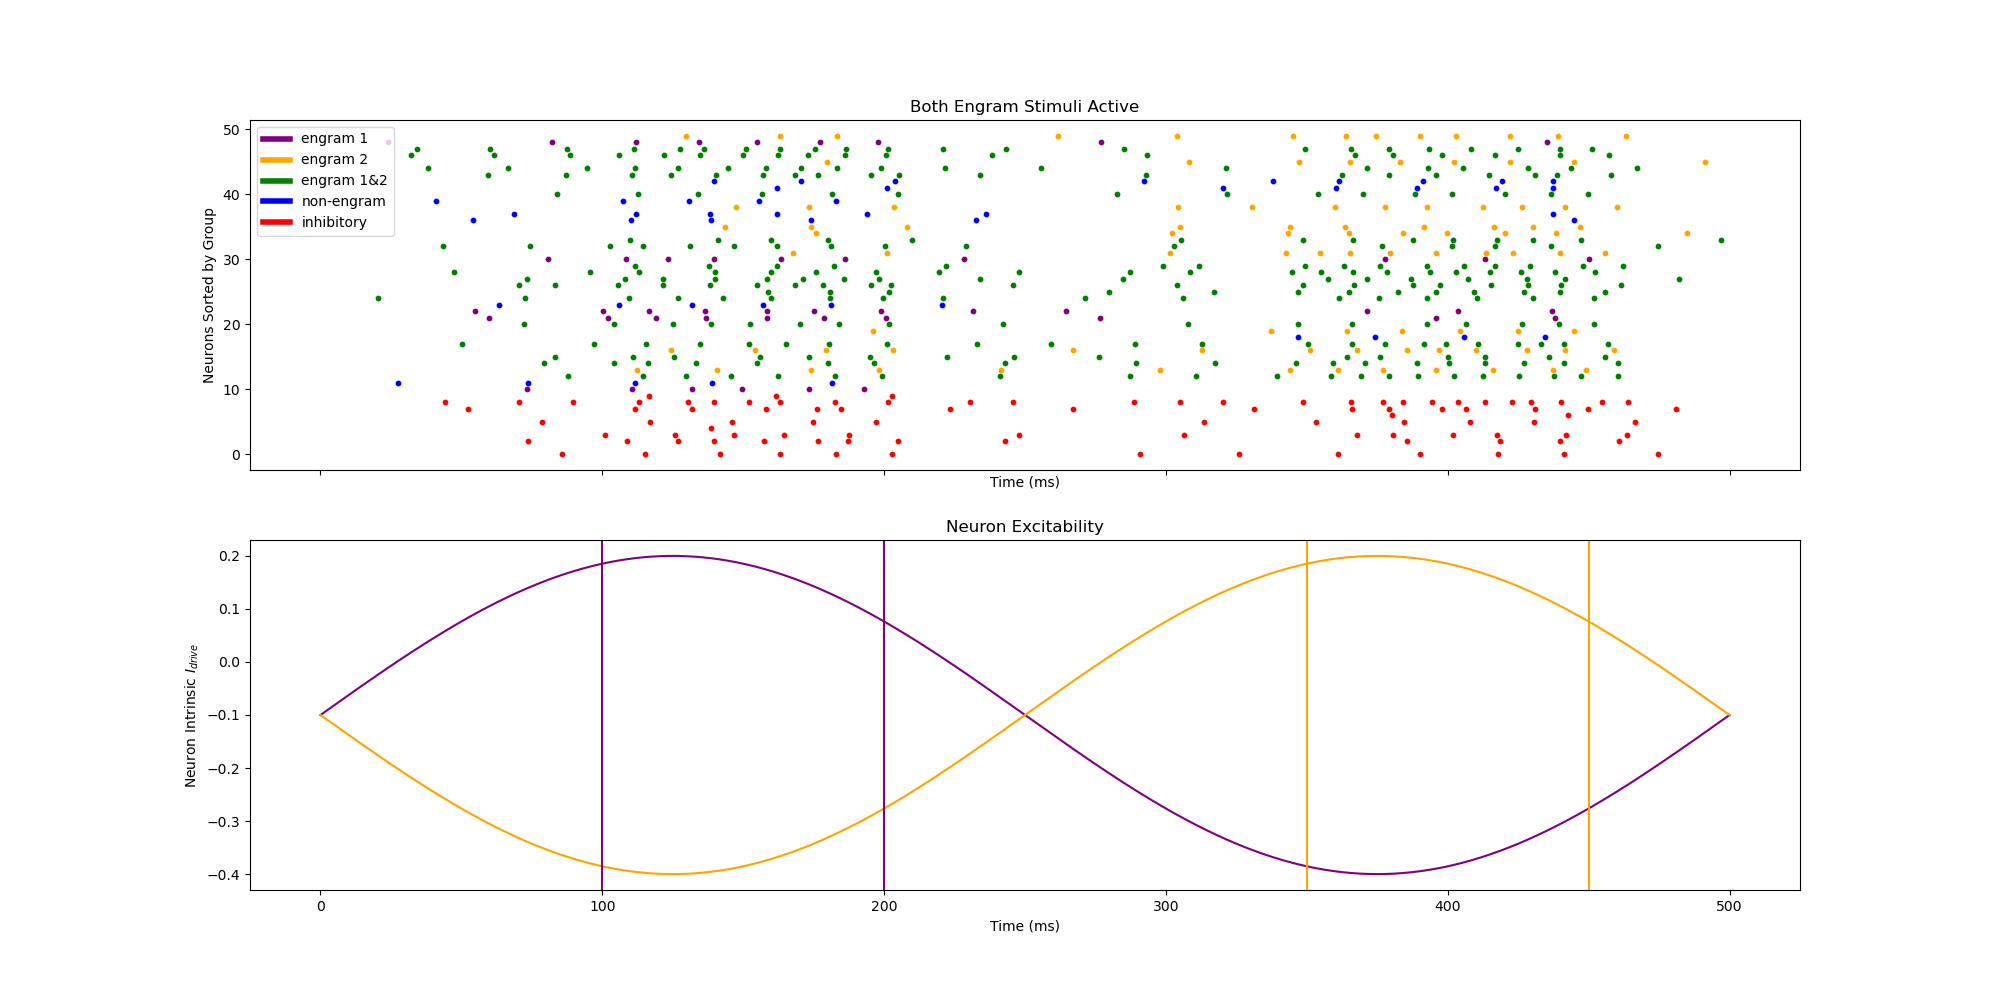 Both Engram Stimuli Active
50
40
30
20
10
0
Neurons Sorted by Group
engram 1
engram 2
engram 1&2
non-engram
inhibitory
Time (ms)
Neuron Excitability
0.2
0.1
0.0
−0.1
−0.2
−0.3
−0.4
Neuron Intrinsic I_drive
0 100 200 300 400 500
Time (ms)